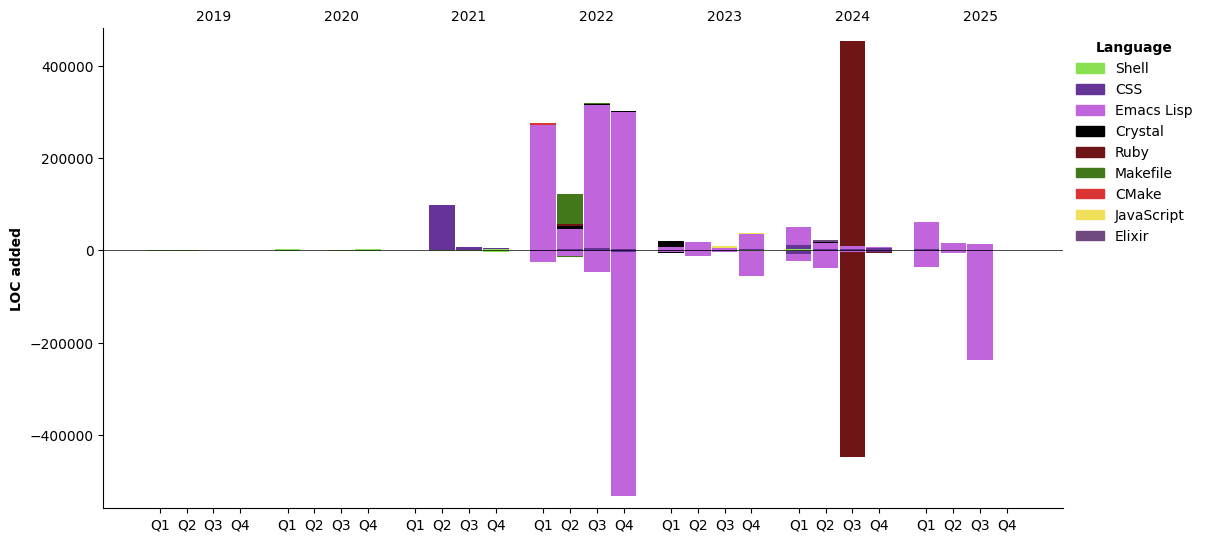 2019 2020 2021 2022 2023 2024 2025
LOC added
400000
200000
0
−200000
−400000
Q1 Q2 Q3 Q4 Q1 Q2 Q3 Q4 Q1 Q2 Q3 Q4 Q1 Q2 Q3 Q4 Q1 Q2 Q3 Q4 Q1 Q2 Q3 Q4 Q1 Q2 Q3 Q4
Language
Shell
CSS
Emacs Lisp
Crystal
Ruby
Makefile
CMake
JavaScript
Elixir